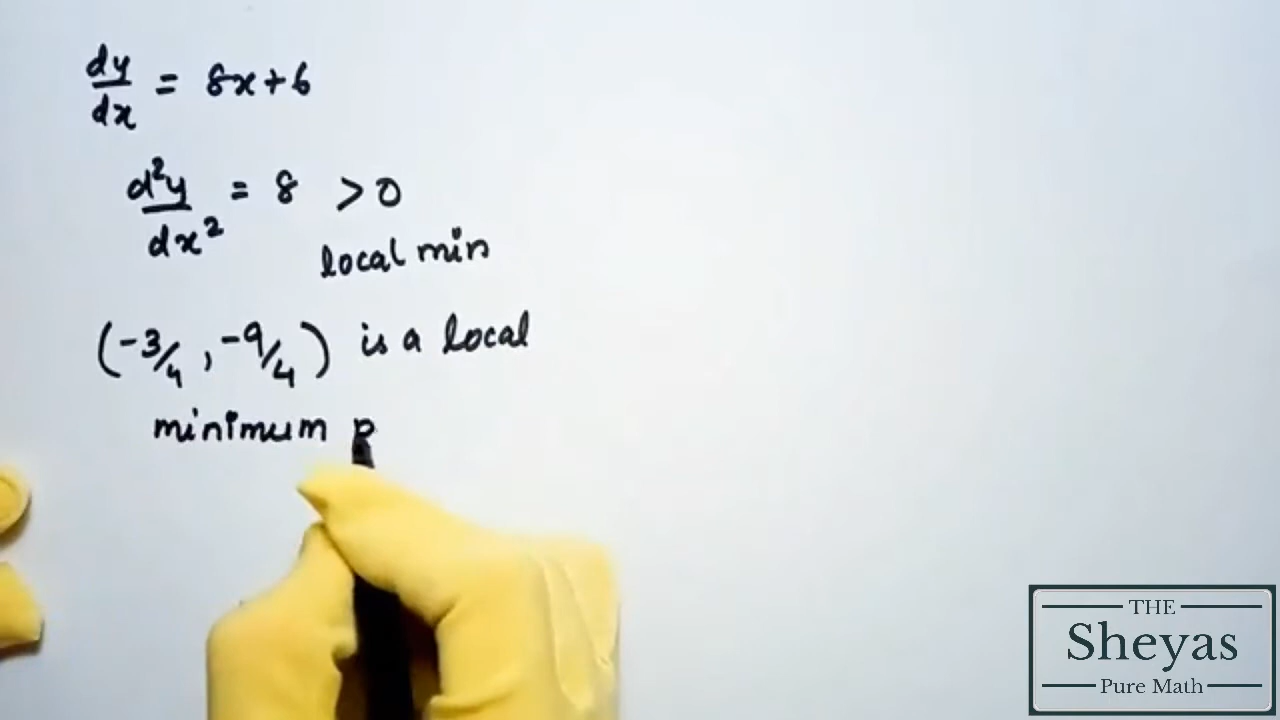 dy/dx = 8x+6
d²y/dx² = 8 > 0
local min
(-3/4, -9/4) is a local
minimum p
THE
Sheyas
Pure Math